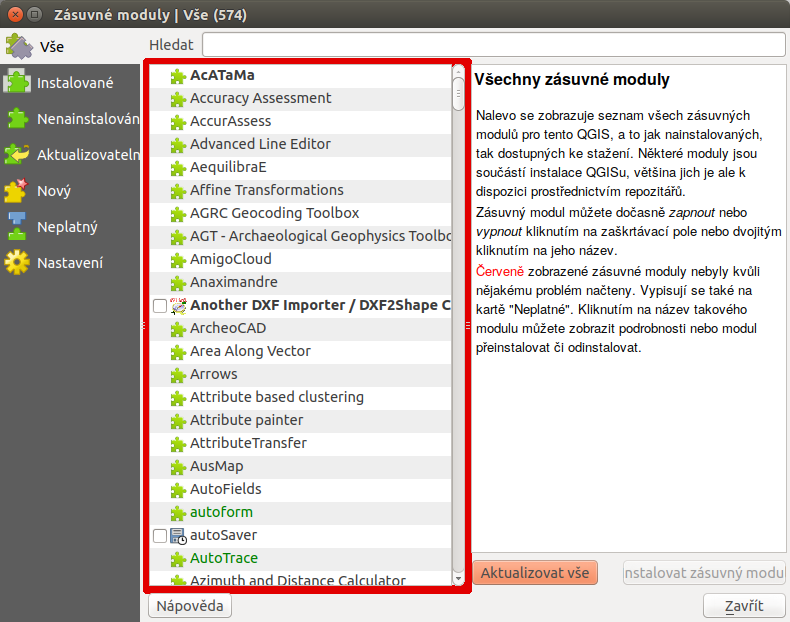 Zásuvné moduly | Vše (574)
Vše
Instalované
Nenainstalován
Aktualizovateln
Nový
Neplatný
Nastavení
Hledat
AcATaMa
Accuracy Assessment
AccurAssess
Advanced Line Editor
AequilibraE
Affine Transformations
AGRC Geocoding Toolbox
AGT - Archaeological Geophysics Toolbo
AmigoCloud
Anaximandre
Another DXF Importer / DXF2Shape C
ArcheoCAD
Area Along Vector
Arrows
Attribute based clustering
Attribute painter
AttributeTransfer
AusMap
AutoFields
autoform
autoSaver
AutoTrace
Azimuth and Distance Calculator
Všechny zásuvné moduly
Nalevo se zobrazuje seznam všech zásuvných
modulů pro tento QGIS, a to jak nainstalovaných,
tak dostupných ke stažení. Některé moduly jsou
součástí instalace QGISu, většina jich je ale k
dispozici prostřednictvím repozitářů.
Zásuvný modul můžete dočasně zapnout nebo
vypnout kliknutím na zaškrtávací pole nebo dvojitým
kliknutím na jeho název.
Červeně zobrazené zásuvné moduly nebyly kvůli
nějakému problém načteny. Vypisují se také na
kartě "Neplatné". Kliknutím na název takového
modulu můžete zobrazit podrobnosti nebo modul
přeinstalovat či odinstalovat.
Aktualizovat vše
nstalovat zásuvný modu
Nápověda
Zavřít